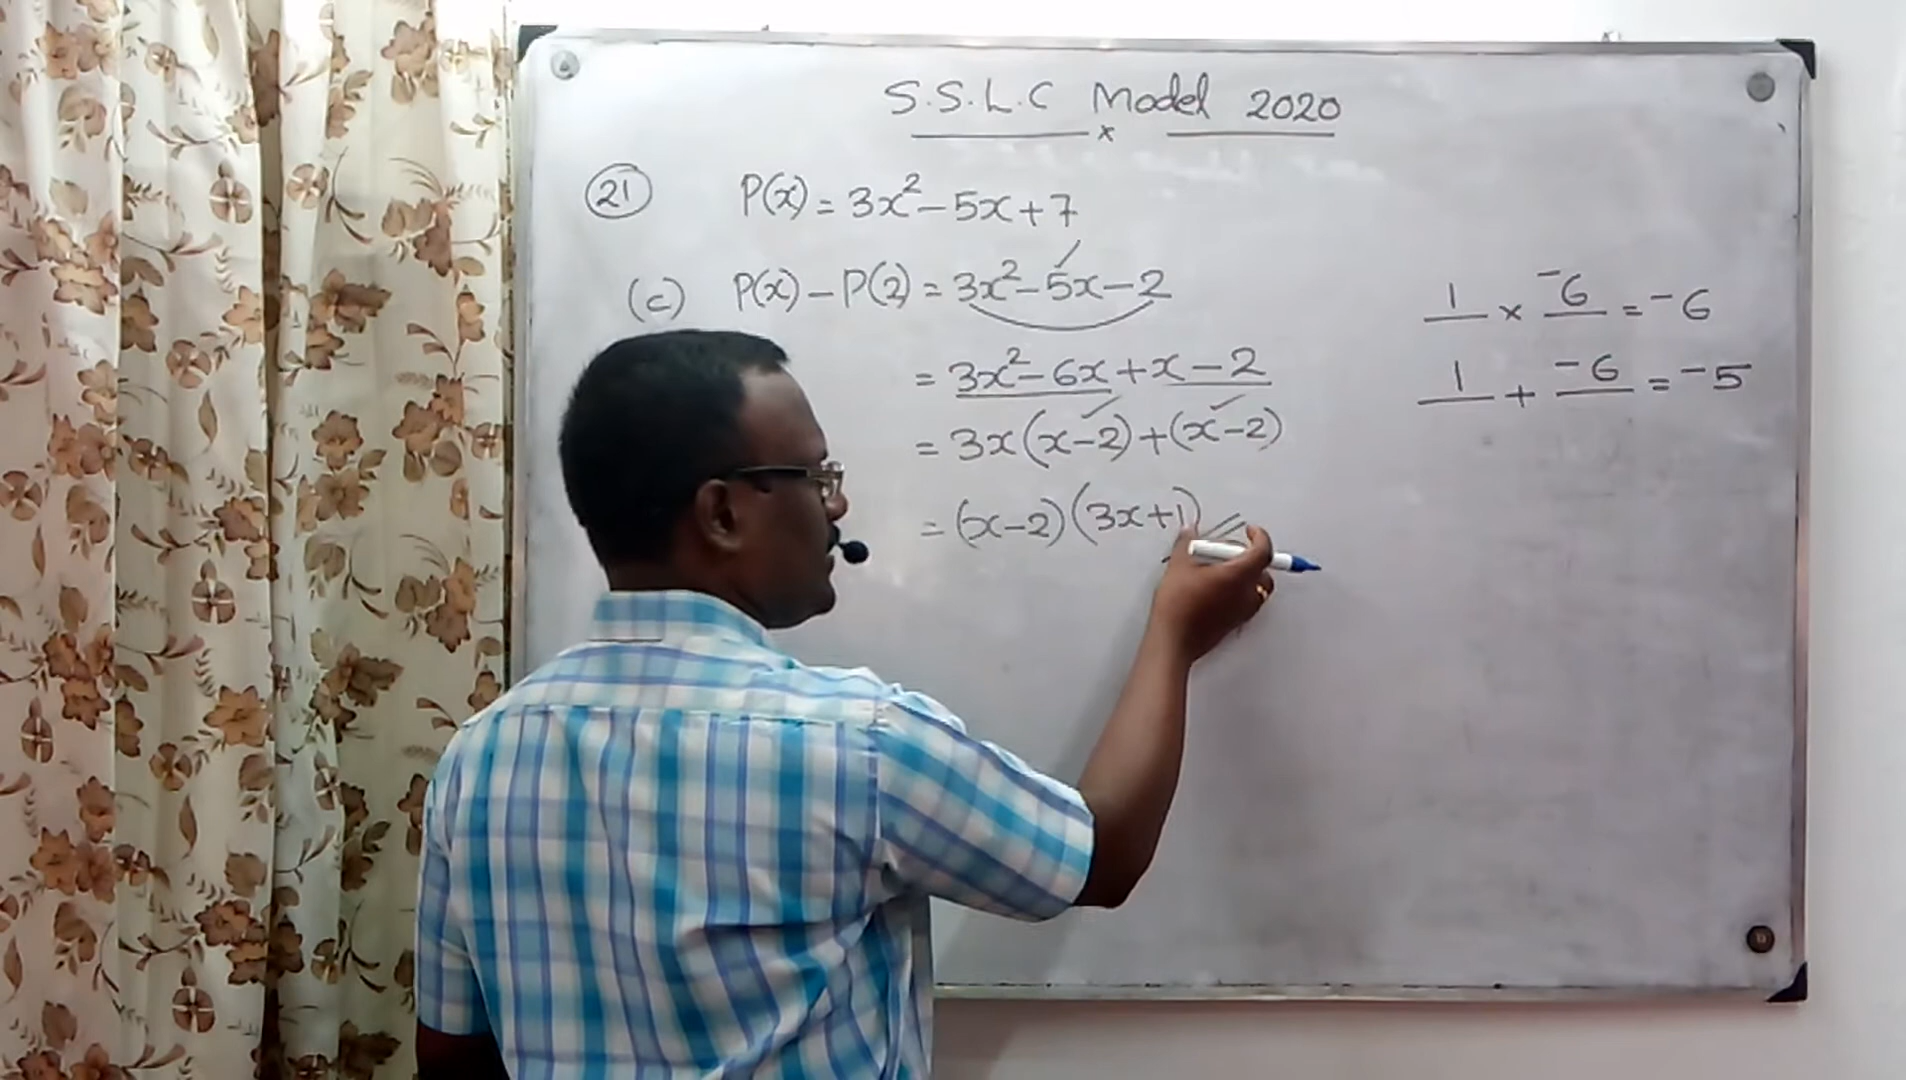 S.S.L.C Model 2020
x
21 P(x) = 3x² - 5x + 7
(c) P(x) - P(2) = 3x² - 5x - 2
= 3x² - 6x + x - 2
= 3x(x-2) + (x-2)
= (x-2)(3x+1)
1 × -6 = -6
1 + -6 = -5